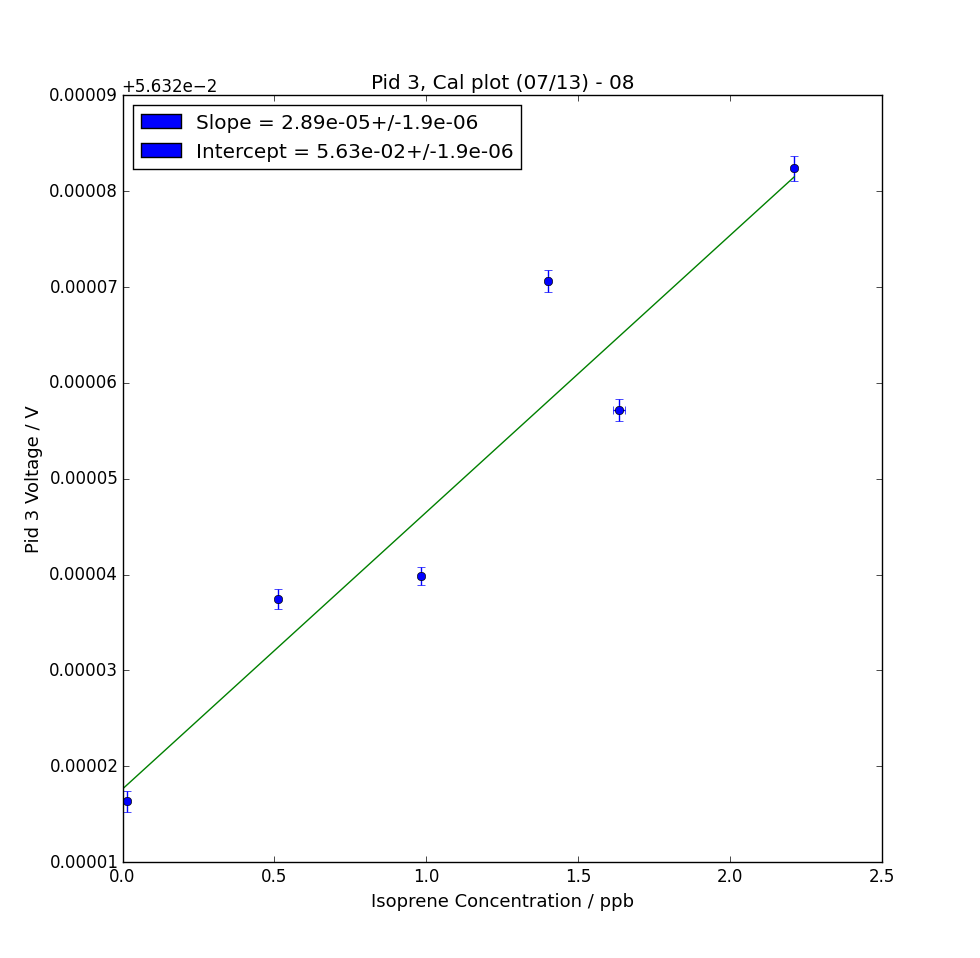 +5.632e−2
Pid 3, Cal plot (07/13) - 08
Slope = 2.89e-05+/-1.9e-06
Intercept = 5.63e-02+/-1.9e-06
0.00009
0.00008
0.00007
0.00006
0.00005
0.00004
0.00003
0.00002
0.00001
Pid 3 Voltage / V
0.0 0.5 1.0 1.5 2.0 2.5
Isoprene Concentration / ppb